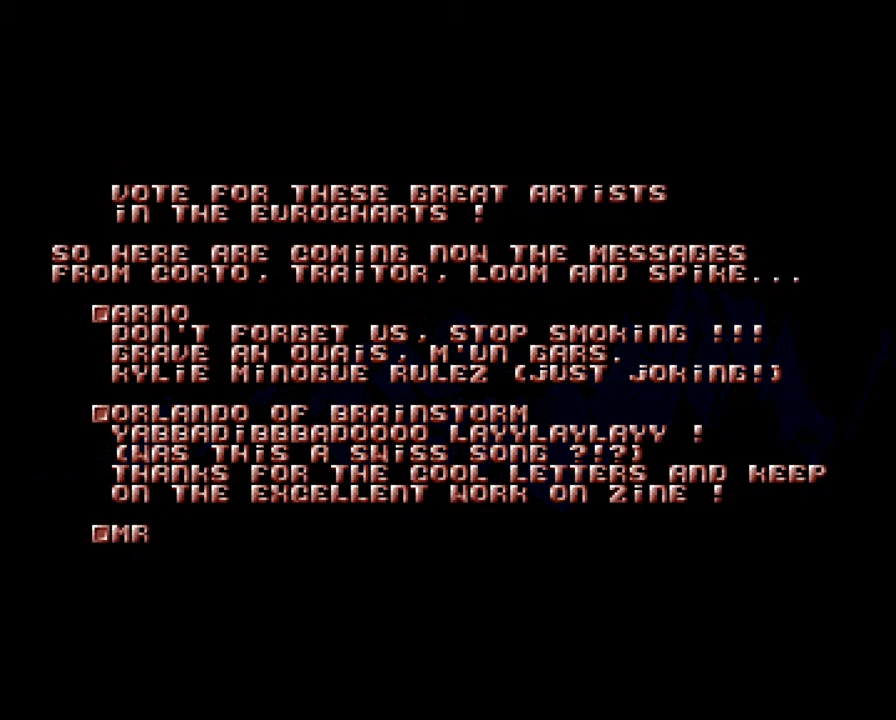 VOTE FOR THESE GREAT ARTiSTS
iN THE EUROCHARTS !
SO HERE ARE COMiNG NOW THE MESSAGES
FROM CORTO, TRAiTOR, LOOM AND SPiKE...
@ARNO
DON'T FORGET US, STOP SMOKiNG !!!
GRAVE AH OUAiS, M'UN GARS.
KYLiE MiNOGUE RULEZ (JUST JOKiNG!)
@ORLANDO OF BRAiNSTORM
YABBADiBBBADOOOO LAYYLAYLAYY !
(WAS THiS A SWiSS SONG ?!?)
THANKS FOR THE COOL LETTERS AND KEEP
ON THE EXCELLENT WORK ON ZiNE !
@MR